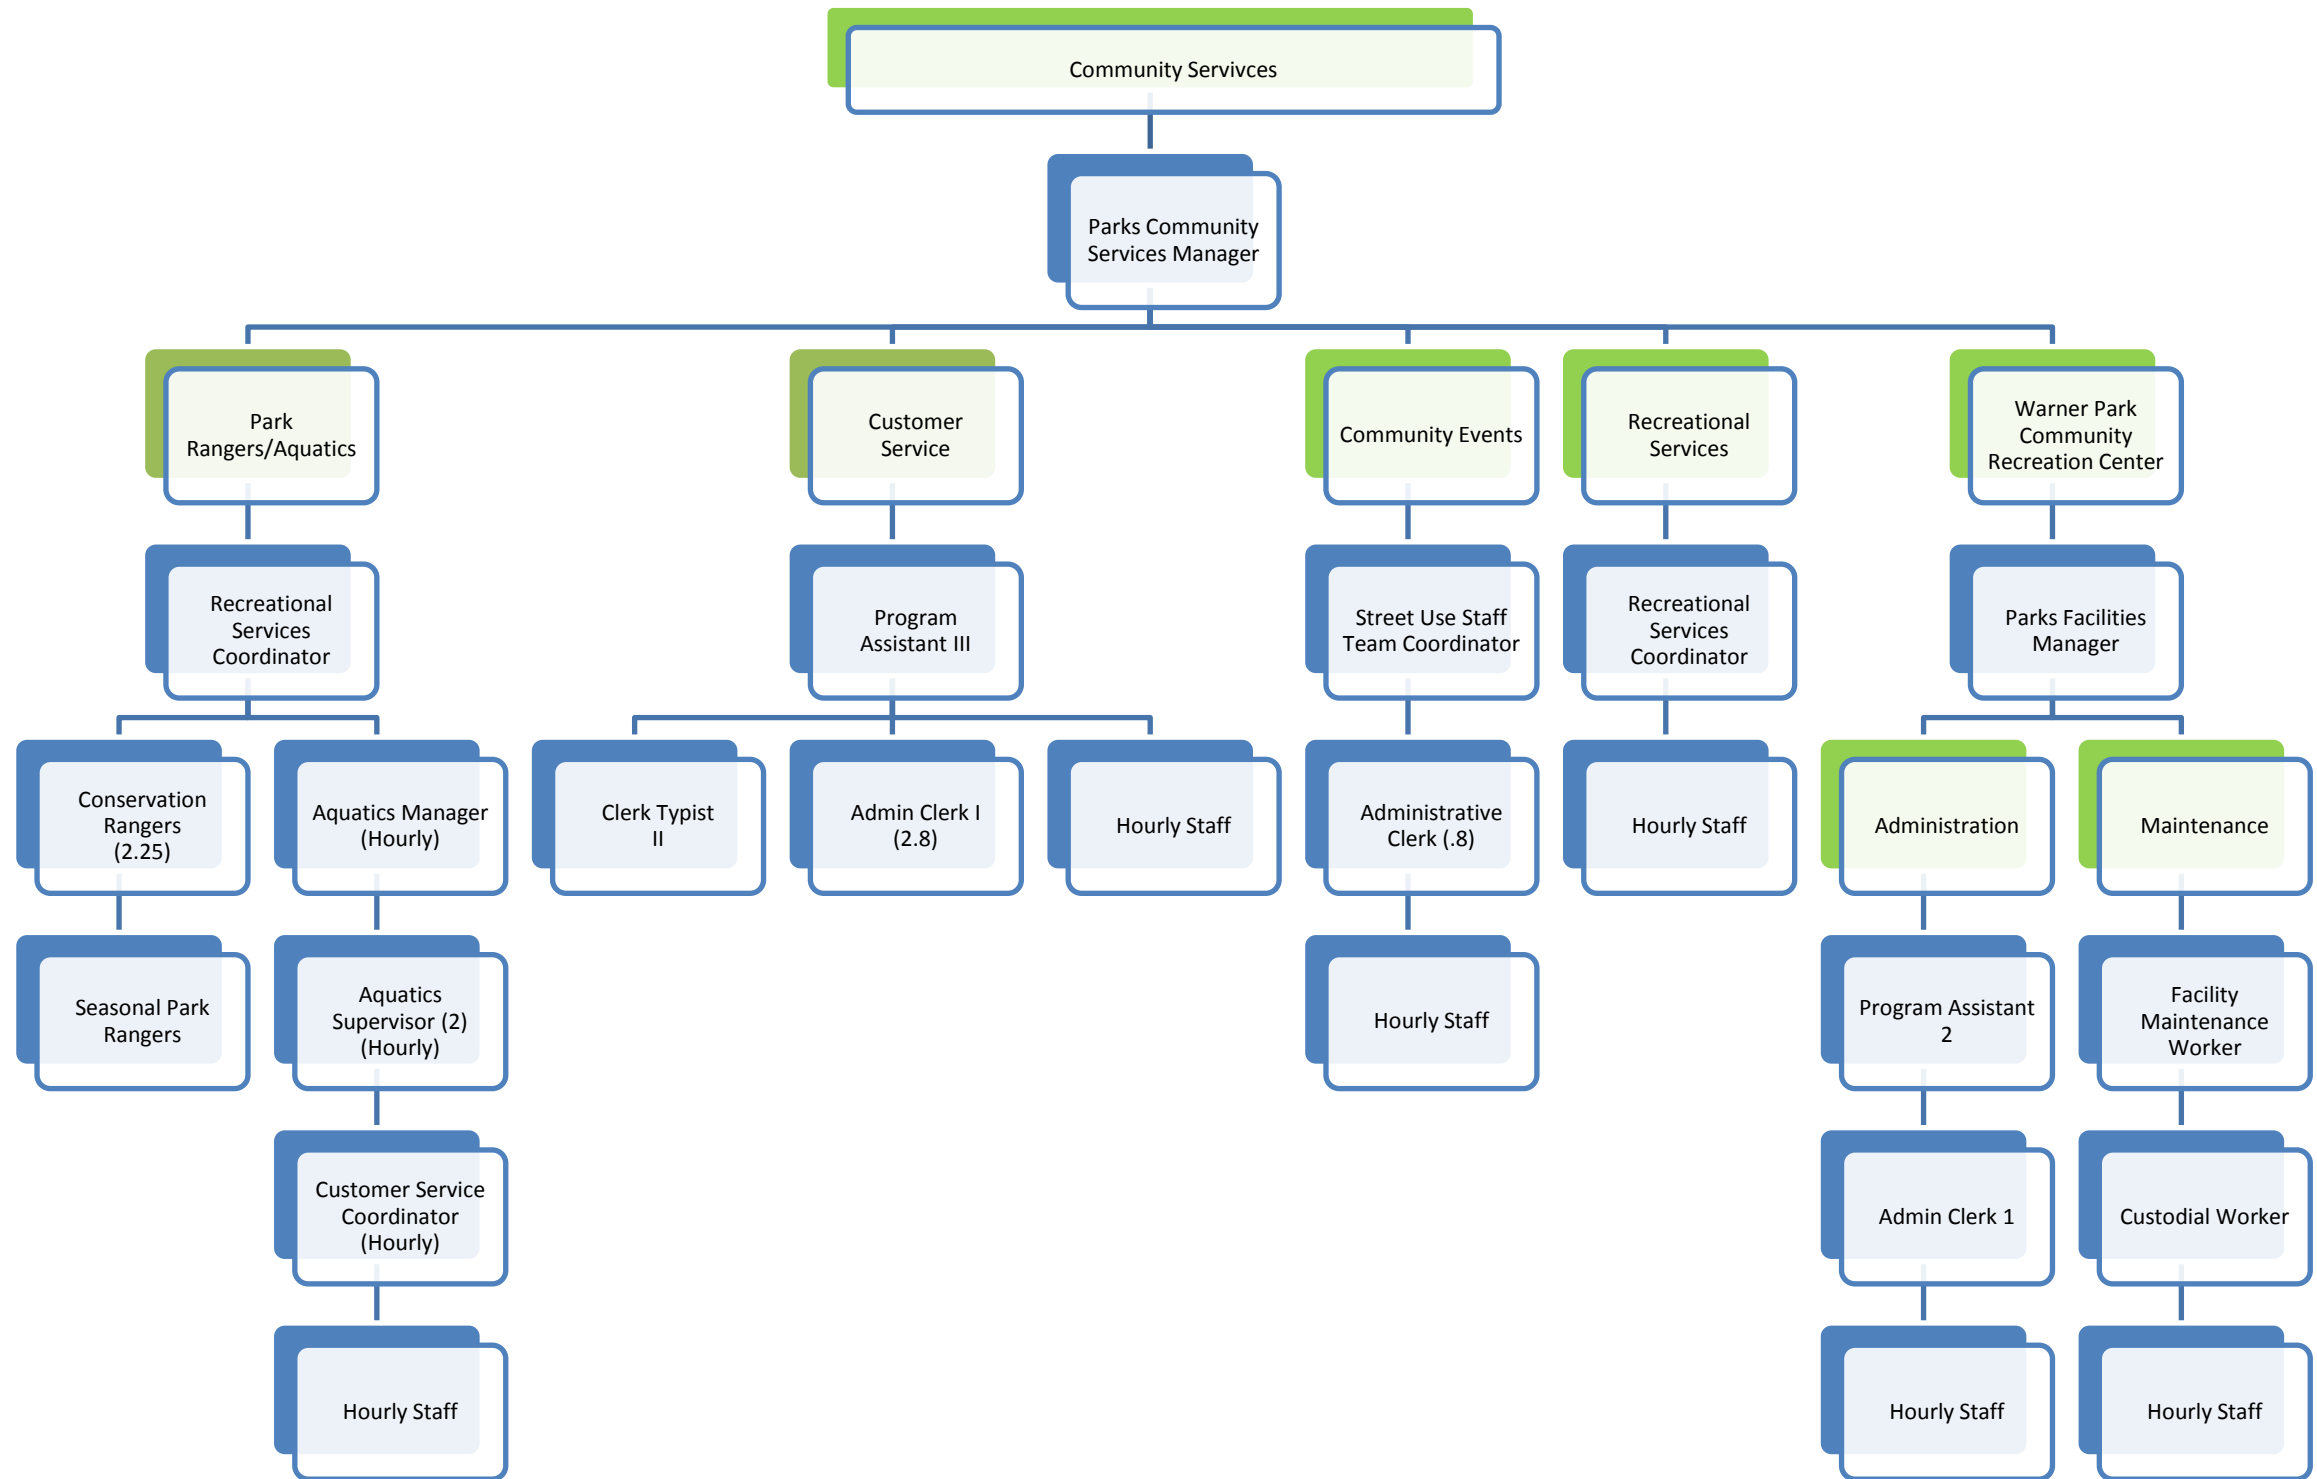 Community Servivces
Parks Community
Services Manager
Park
Rangers/Aquatics
Customer
Service
Community Events
Recreational
Services
Warner Park
Community
Recreation Center
Recreational
Services
Coordinator
Program
Assistant III
Street Use Staff
Team Coordinator
Recreational
Services
Coordinator
Parks Facilities
Manager
Conservation
Rangers
(2.25)
Aquatics Manager
(Hourly)
Clerk Typist
II
Admin Clerk I
(2.8)
Hourly Staff
Administrative
Clerk (.8)
Hourly Staff
Administration
Maintenance
Seasonal Park
Rangers
Aquatics
Supervisor (2)
(Hourly)
Hourly Staff
Program Assistant
2
Facility
Maintenance
Worker
Customer Service
Coordinator
(Hourly)
Admin Clerk 1
Custodial Worker
Hourly Staff
Hourly Staff
Hourly Staff